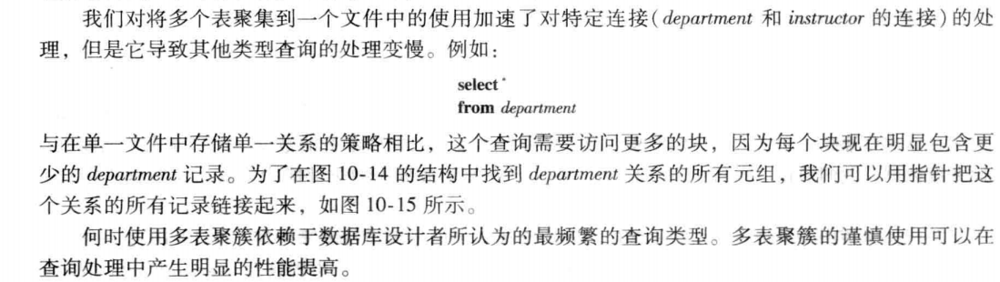 我们对将多个表聚集到一个文件中的使用加速了对特定连接(department 和 instructor 的连接)的处
理，但是它导致其他类型查询的处理变慢。例如：
select *
from department
与在单一文件中存储单一关系的策略相比，这个查询需要访问更多的块，因为每个块现在明显包含更
少的 department 记录。为了在图 10-14 的结构中找到 department 关系的所有元组，我们可以用指针把这
个关系的所有记录链接起来，如图 10-15 所示。
何时使用多表聚簇依赖于数据库设计者所认为的最频繁的查询类型。多表聚簇的谨慎使用可以在
查询处理中产生明显的性能提高。